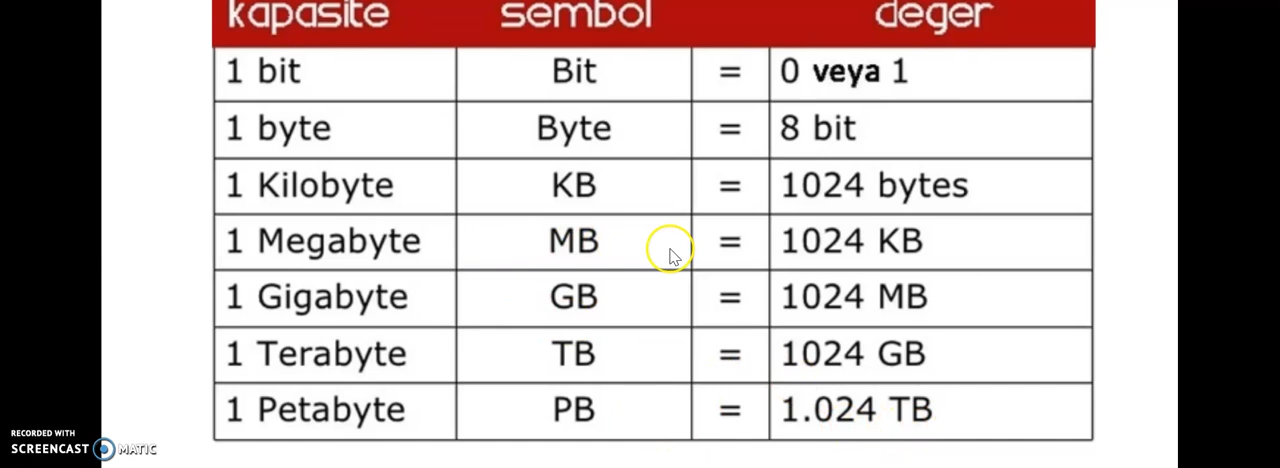 kapasite sembol deger
1 bit Bit = 0 veya 1
1 byte Byte = 8 bit
1 Kilobyte KB = 1024 bytes
1 Megabyte MB = 1024 KB
1 Gigabyte GB = 1024 MB
1 Terabyte TB = 1024 GB
1 Petabyte PB = 1.024 TB
RECORDED WITH
SCREENCAST MATIC